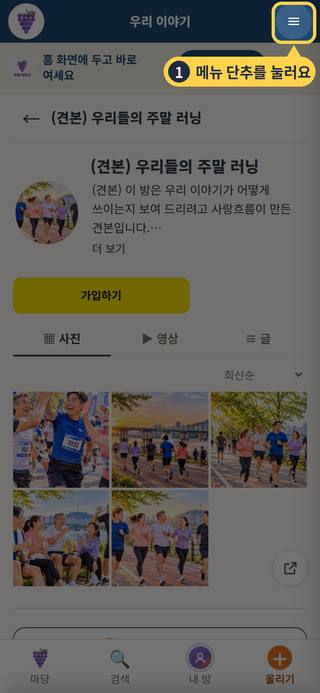 우리 이야기
홈 화면에 두고 바로
여세요
1 메뉴 단추를 눌러요
← (견본) 우리들의 주말 러닝
(견본) 우리들의 주말 러닝
(견본) 이 방은 우리 이야기가 어떻게
쓰이는지 보여 드리려고 사랑흐름이 만든
견본입니다.…
더 보기
가입하기
사진
영상
글
최신순
마당
검색
내 방
올리기